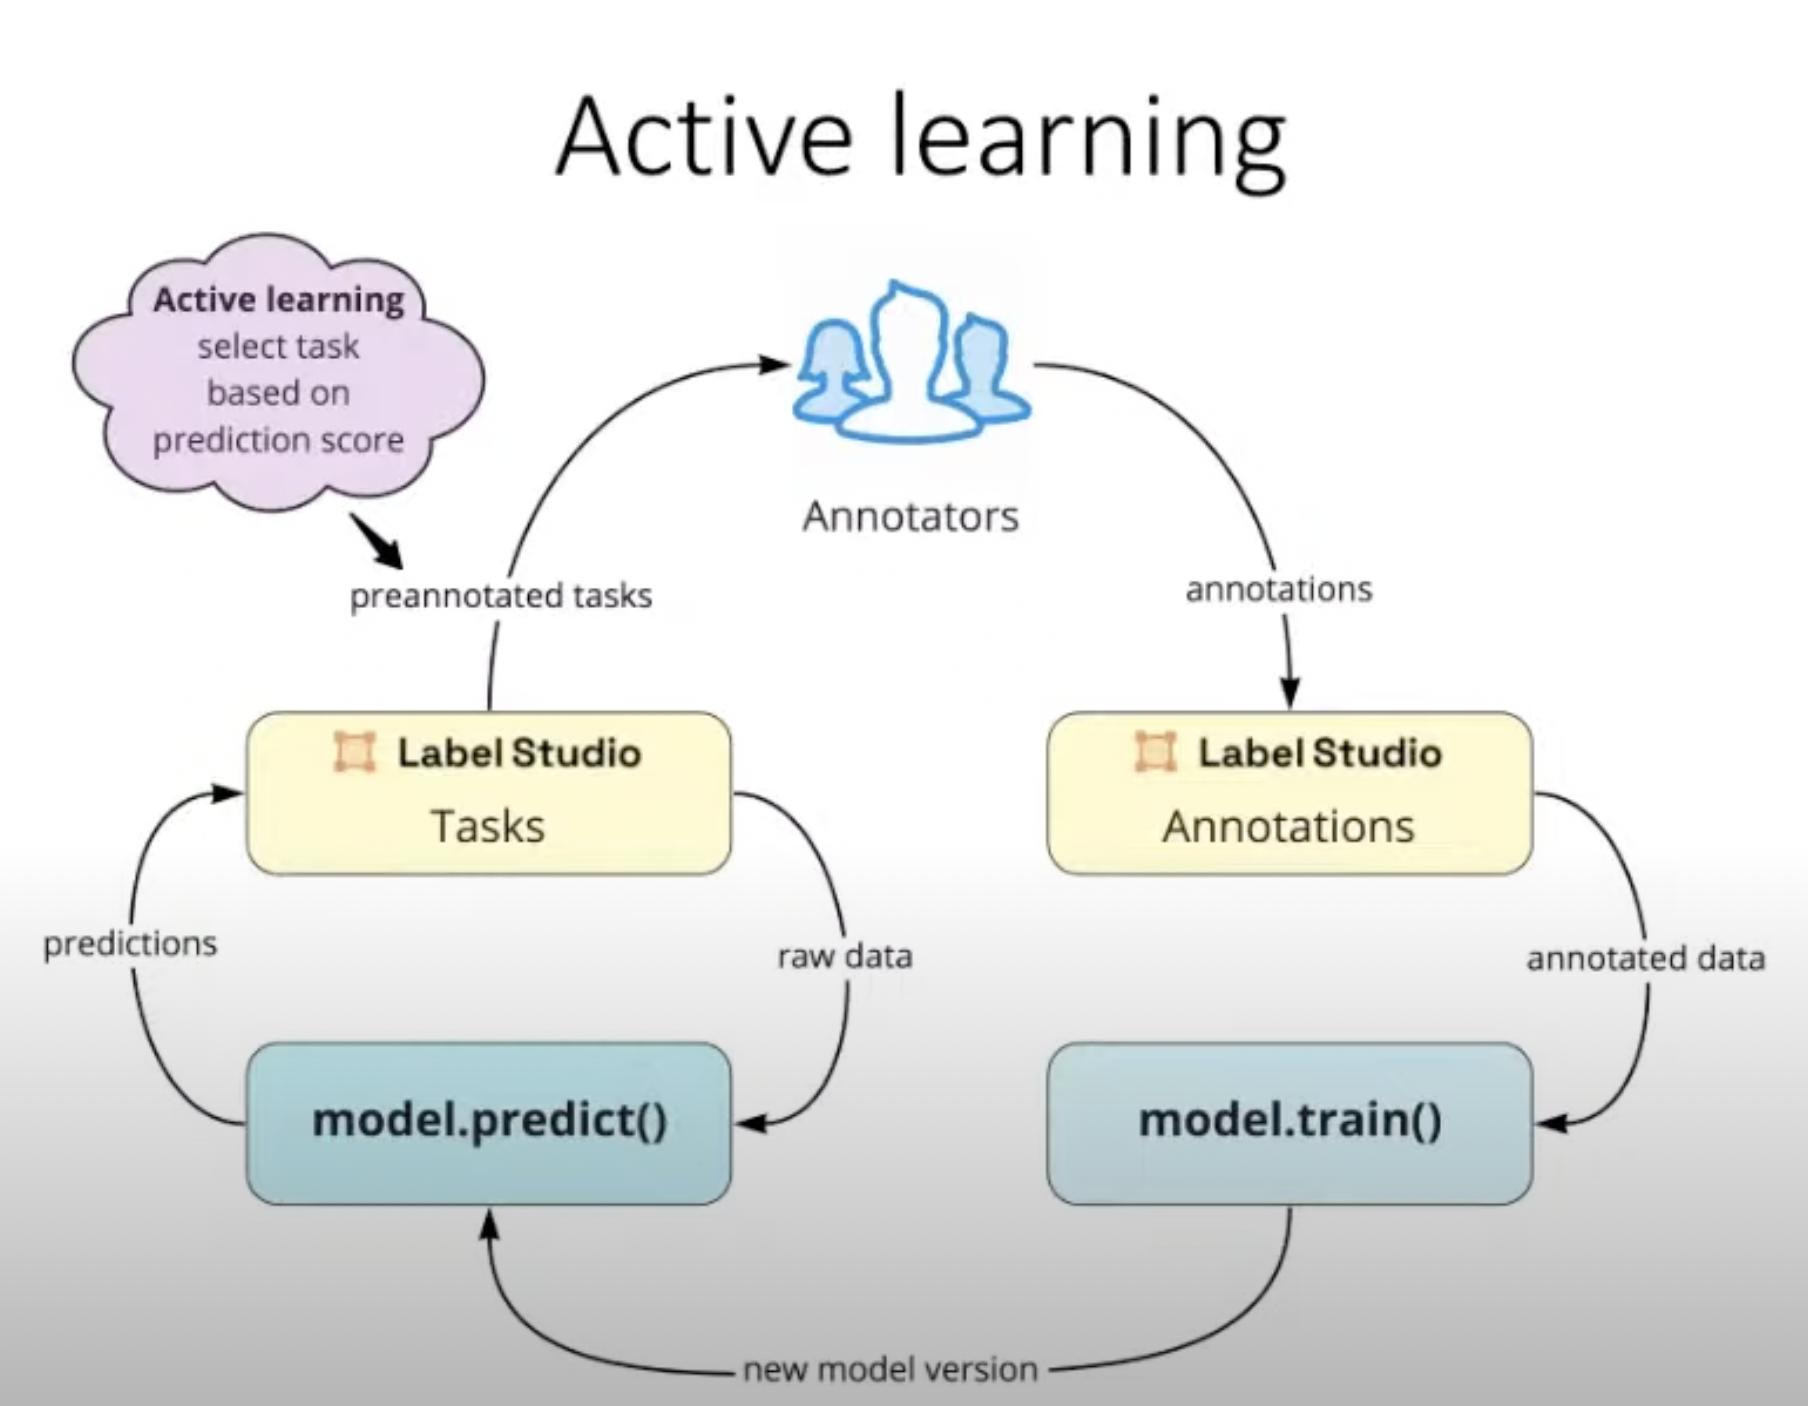 Active learning
Active learning
select task
based on
prediction score
Annotators
preannotated tasks
annotations
Label Studio
Tasks
Label Studio
Annotations
predictions
raw data
annotated data
model.predict()
model.train()
new model version